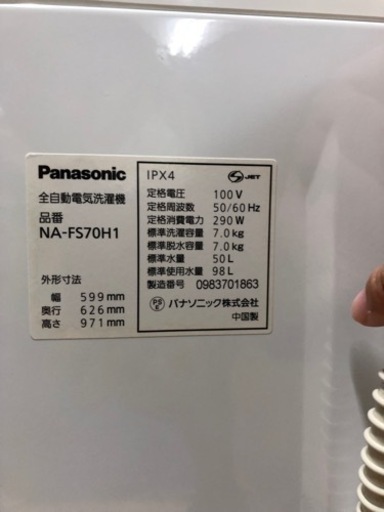 Panasonic
全自動電気洗濯機
品番
NA-FS70H1
外形寸法
幅 599mm
奥行 626mm
高さ 971mm
IPX4
JET
定格電圧 100V
定格周波数 50/60Hz
定格消費電力 290W
標準洗濯容量 7.0kg
標準脱水容量 7.0kg
標準水量 50L
標準使用水量 98L
製造番号 0983701863
PSE パナソニック株式会社
中国製